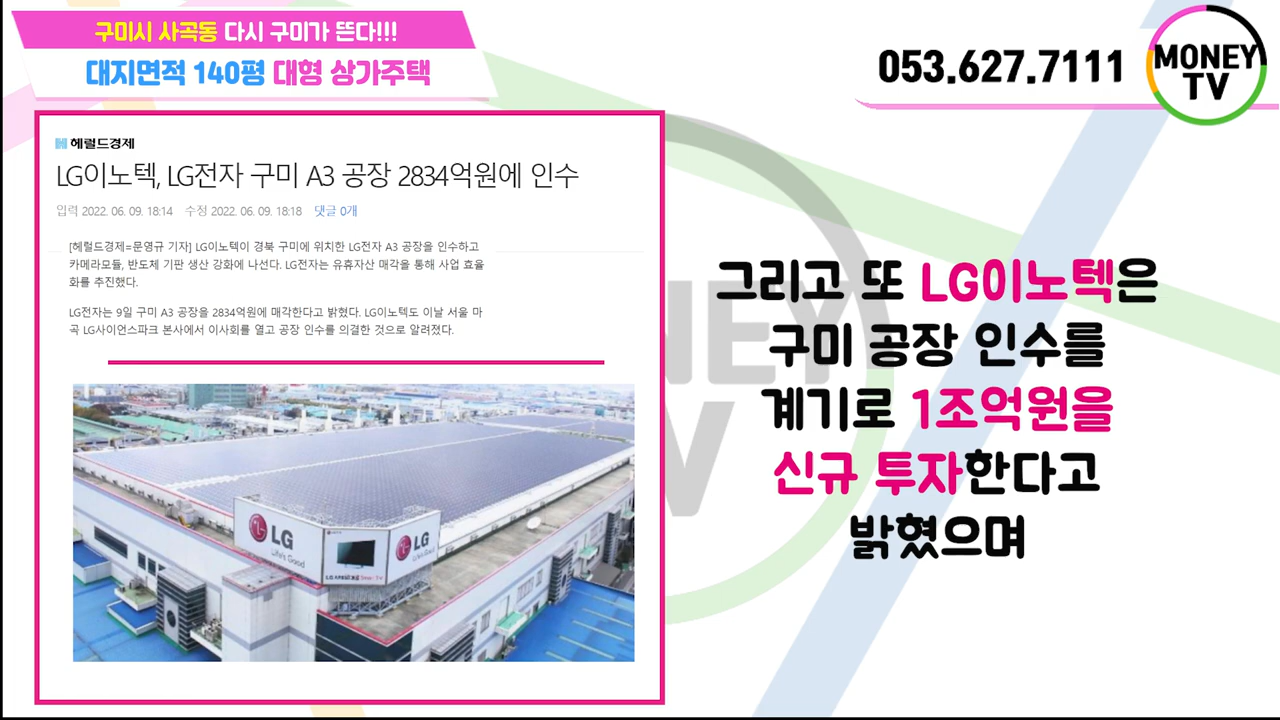 구미시 사곡동 다시 구미가 뜬다!!!
대지면적 140평 대형 상가주택
053.627.7111
MONEY
TV
헤럴드경제
LG이노텍, LG전자 구미 A3 공장 2834억원에 인수
입력 2022. 06. 09. 18:14 수정 2022. 06. 09. 18:18 댓글 0개
[헤럴드경제=문영규 기자] LG이노텍이 경북 구미에 위치한 LG전자 A3 공장을 인수하고
카메라모듈, 반도체 기판 생산 강화에 나선다. LG전자는 유휴자산 매각을 통해 사업 효율
화를 추진했다.
LG전자는 9일 구미 A3 공장을 2834억원에 매각한다고 밝혔다. LG이노텍도 이날 서울 마
곡 LG사이언스파크 본사에서 이사회를 열고 공장 인수를 의결한 것으로 알려졌다.
LG
Life's Good
LG
Life's Good
그리고 또 LG이노텍은
구미 공장 인수를
계기로 1조억원을
신규 투자한다고
밝혔으며
MONEY
TV